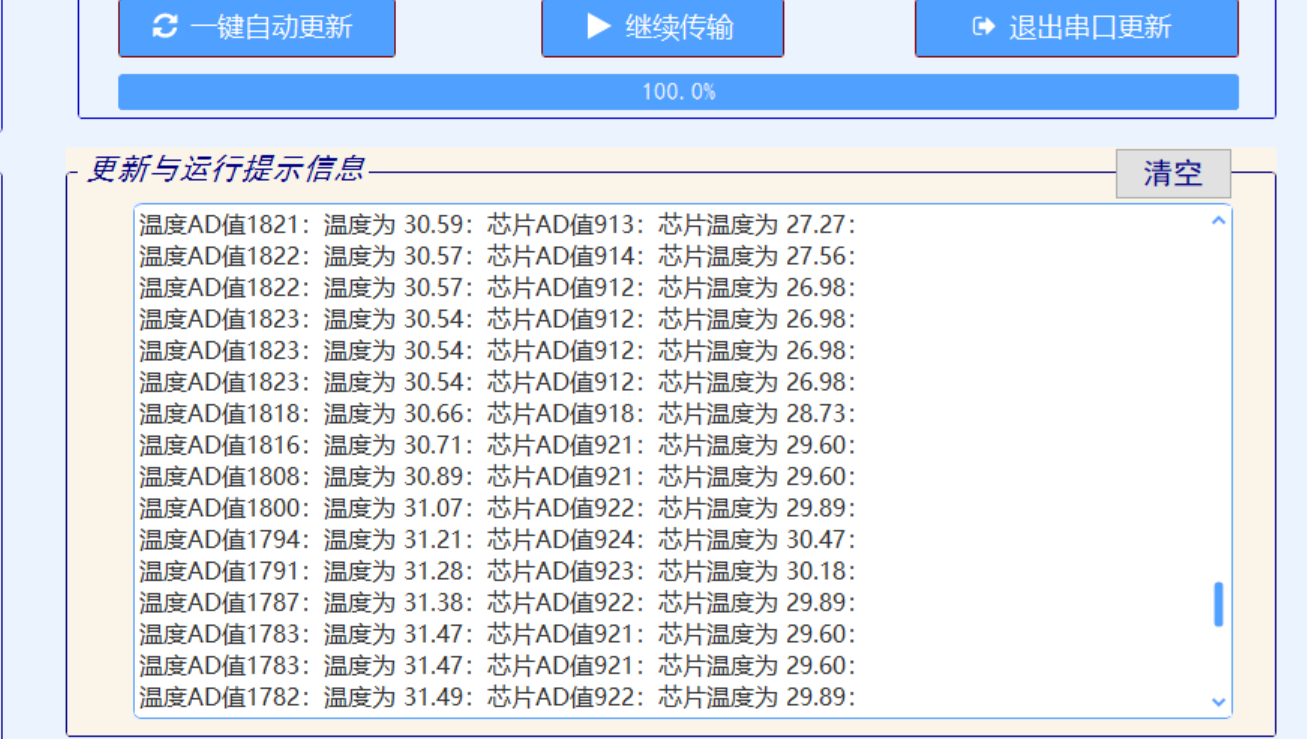 一键自动更新 继续传输 退出串口更新
100.0%
更新与运行提示信息 清空
温度AD值1821：温度为 30.59：芯片AD值913：芯片温度为 27.27：
温度AD值1822：温度为 30.57：芯片AD值914：芯片温度为 27.56：
温度AD值1822：温度为 30.57：芯片AD值912：芯片温度为 26.98：
温度AD值1823：温度为 30.54：芯片AD值912：芯片温度为 26.98：
温度AD值1823：温度为 30.54：芯片AD值912：芯片温度为 26.98：
温度AD值1823：温度为 30.54：芯片AD值912：芯片温度为 26.98：
温度AD值1818：温度为 30.66：芯片AD值918：芯片温度为 28.73：
温度AD值1816：温度为 30.71：芯片AD值921：芯片温度为 29.60：
温度AD值1808：温度为 30.89：芯片AD值921：芯片温度为 29.60：
温度AD值1800：温度为 31.07：芯片AD值922：芯片温度为 29.89：
温度AD值1794：温度为 31.21：芯片AD值924：芯片温度为 30.47：
温度AD值1791：温度为 31.28：芯片AD值923：芯片温度为 30.18：
温度AD值1787：温度为 31.38：芯片AD值922：芯片温度为 29.89：
温度AD值1783：温度为 31.47：芯片AD值921：芯片温度为 29.60：
温度AD值1783：温度为 31.47：芯片AD值921：芯片温度为 29.60：
温度AD值1782：温度为 31.49：芯片AD值922：芯片温度为 29.89：